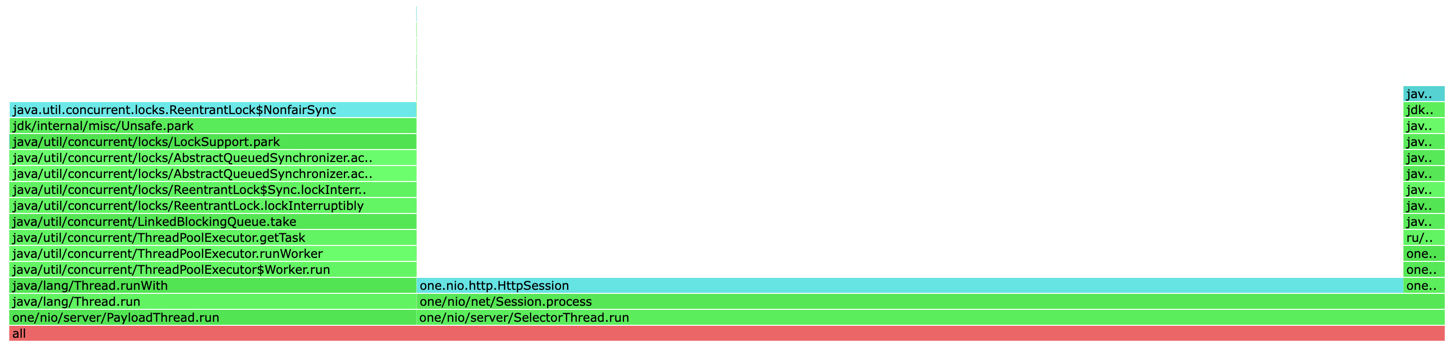 jav..
java.util.concurrent.locks.ReentrantLock$NonfairSync jdk..
jdk/internal/misc/Unsafe.park jav..
java/util/concurrent/locks/LockSupport.park jav..
java/util/concurrent/locks/AbstractQueuedSynchronizer.ac.. jav..
java/util/concurrent/locks/AbstractQueuedSynchronizer.ac.. jav..
java/util/concurrent/locks/ReentrantLock$Sync.lockInterr.. jav..
java/util/concurrent/locks/ReentrantLock.lockInterruptibly jav..
java/util/concurrent/LinkedBlockingQueue.take jav..
java/util/concurrent/ThreadPoolExecutor.getTask ru/..
java/util/concurrent/ThreadPoolExecutor.runWorker one..
java/util/concurrent/ThreadPoolExecutor$Worker.run one..
java/lang/Thread.runWith one.nio.http.HttpSession one..
java/lang/Thread.run one/nio/net/Session.process
one/nio/server/PayloadThread.run one/nio/server/SelectorThread.run
all